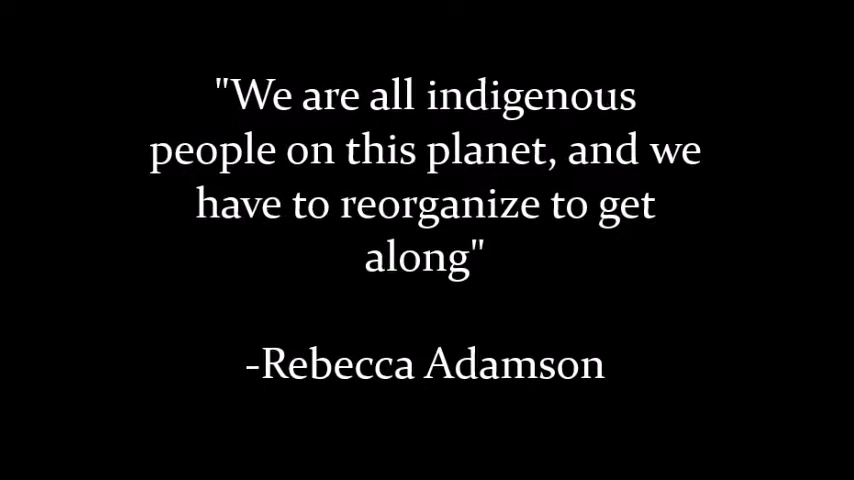 "We are all indigenous
people on this planet, and we
have to reorganize to get
along"
-Rebecca Adamson